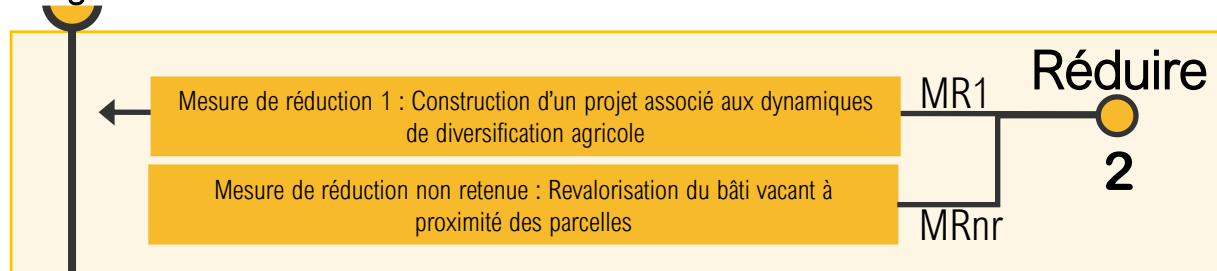 Réduire
MR1
Mesure de réduction 1 : Construction d'un projet associé aux dynamiques
de diversification agricole
2
Mesure de réduction non retenue : Revalorisation du bâti vacant à
proximité des parcelles
MRnr